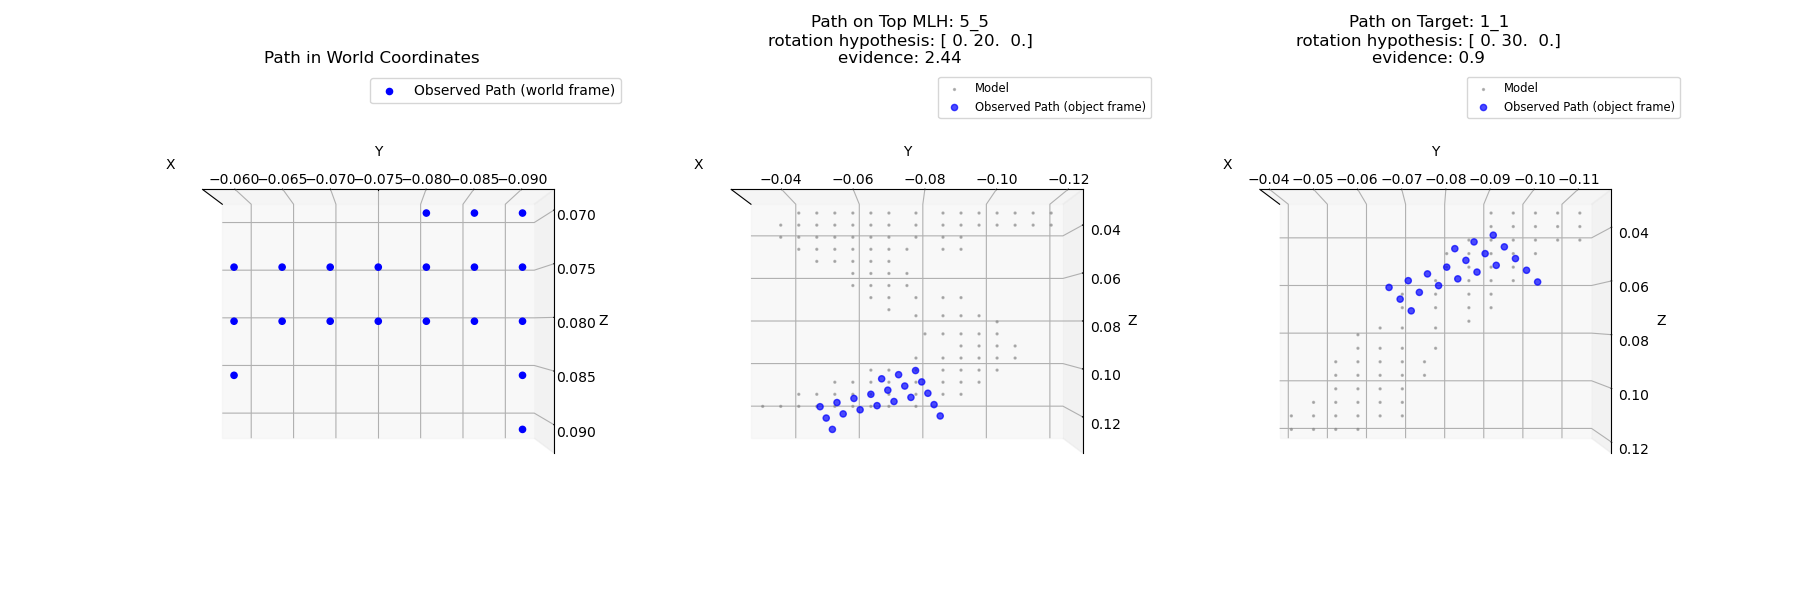 Path in World Coordinates
Observed Path (world frame)
X
Y
−0.060 −0.065 −0.070 −0.075 −0.080 −0.085 −0.090
0.070
0.075
0.080 Z
0.085
0.090
Path on Top MLH: 5_5
rotation hypothesis: [ 0. 20.  0.]
evidence: 2.44
Model
Observed Path (object frame)
X
Y
−0.04 −0.06 −0.08 −0.10 −0.12
0.04
0.06
0.08 Z
0.10
0.12
Path on Target: 1_1
rotation hypothesis: [ 0. 30.  0.]
evidence: 0.9
Model
Observed Path (object frame)
X
Y
−0.04 −0.05 −0.06 −0.07 −0.08 −0.09 −0.10 −0.11
0.04
0.06
Z
0.08
0.10
0.12